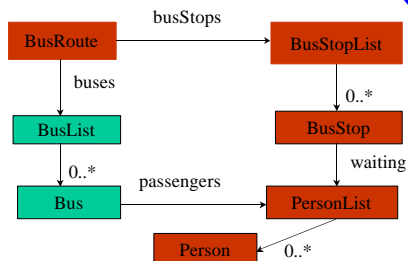 busStops
BusRoute
BusStopList
buses
0..*
BusList
BusStop
0..*
waiting
passengers
Bus
PersonList
Person
0..*